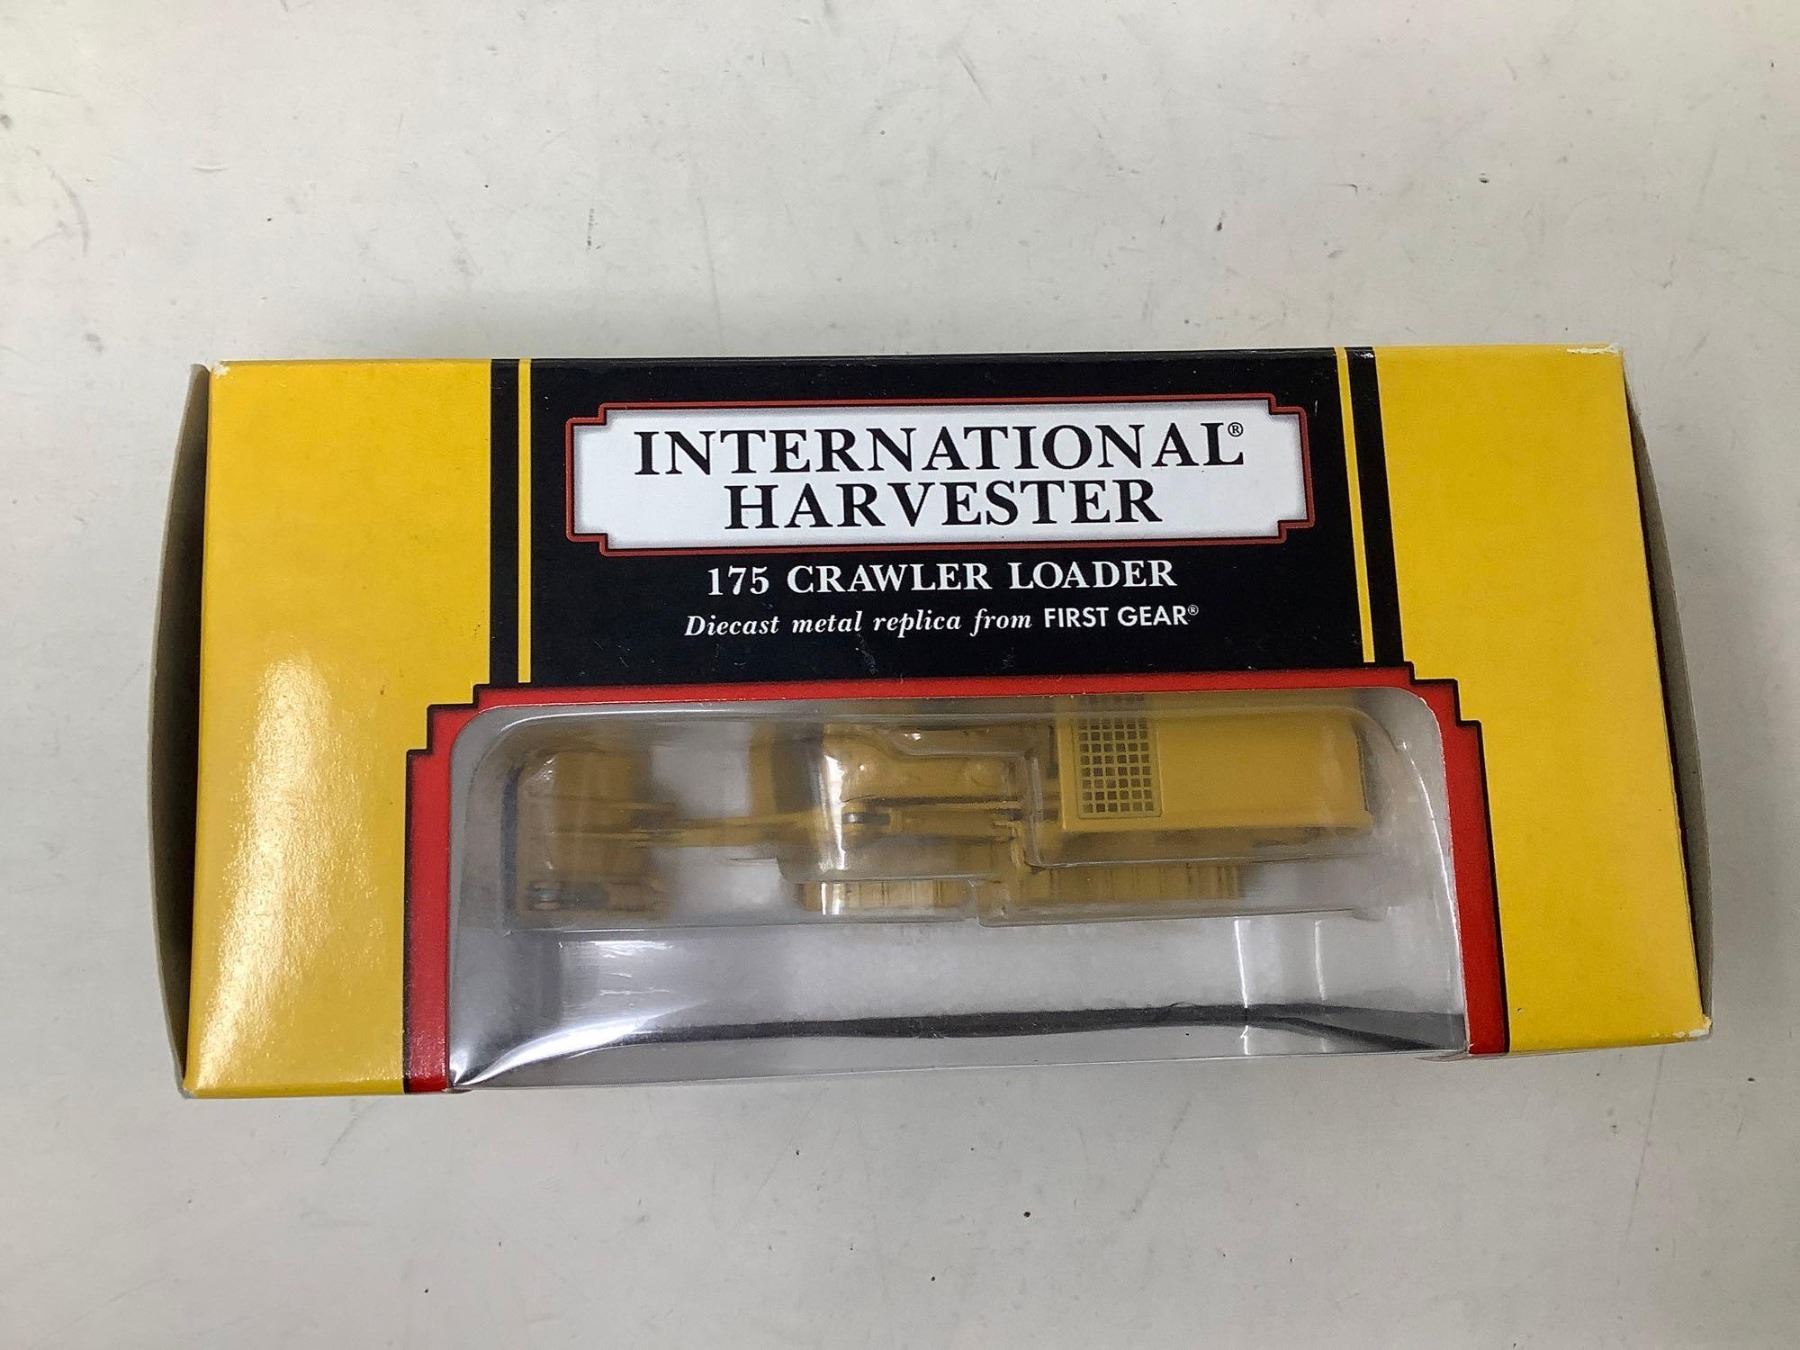 INTERNATIONAL®
HARVESTER
175 CRAWLER LOADER
Diecast metal replica from FIRST GEAR®